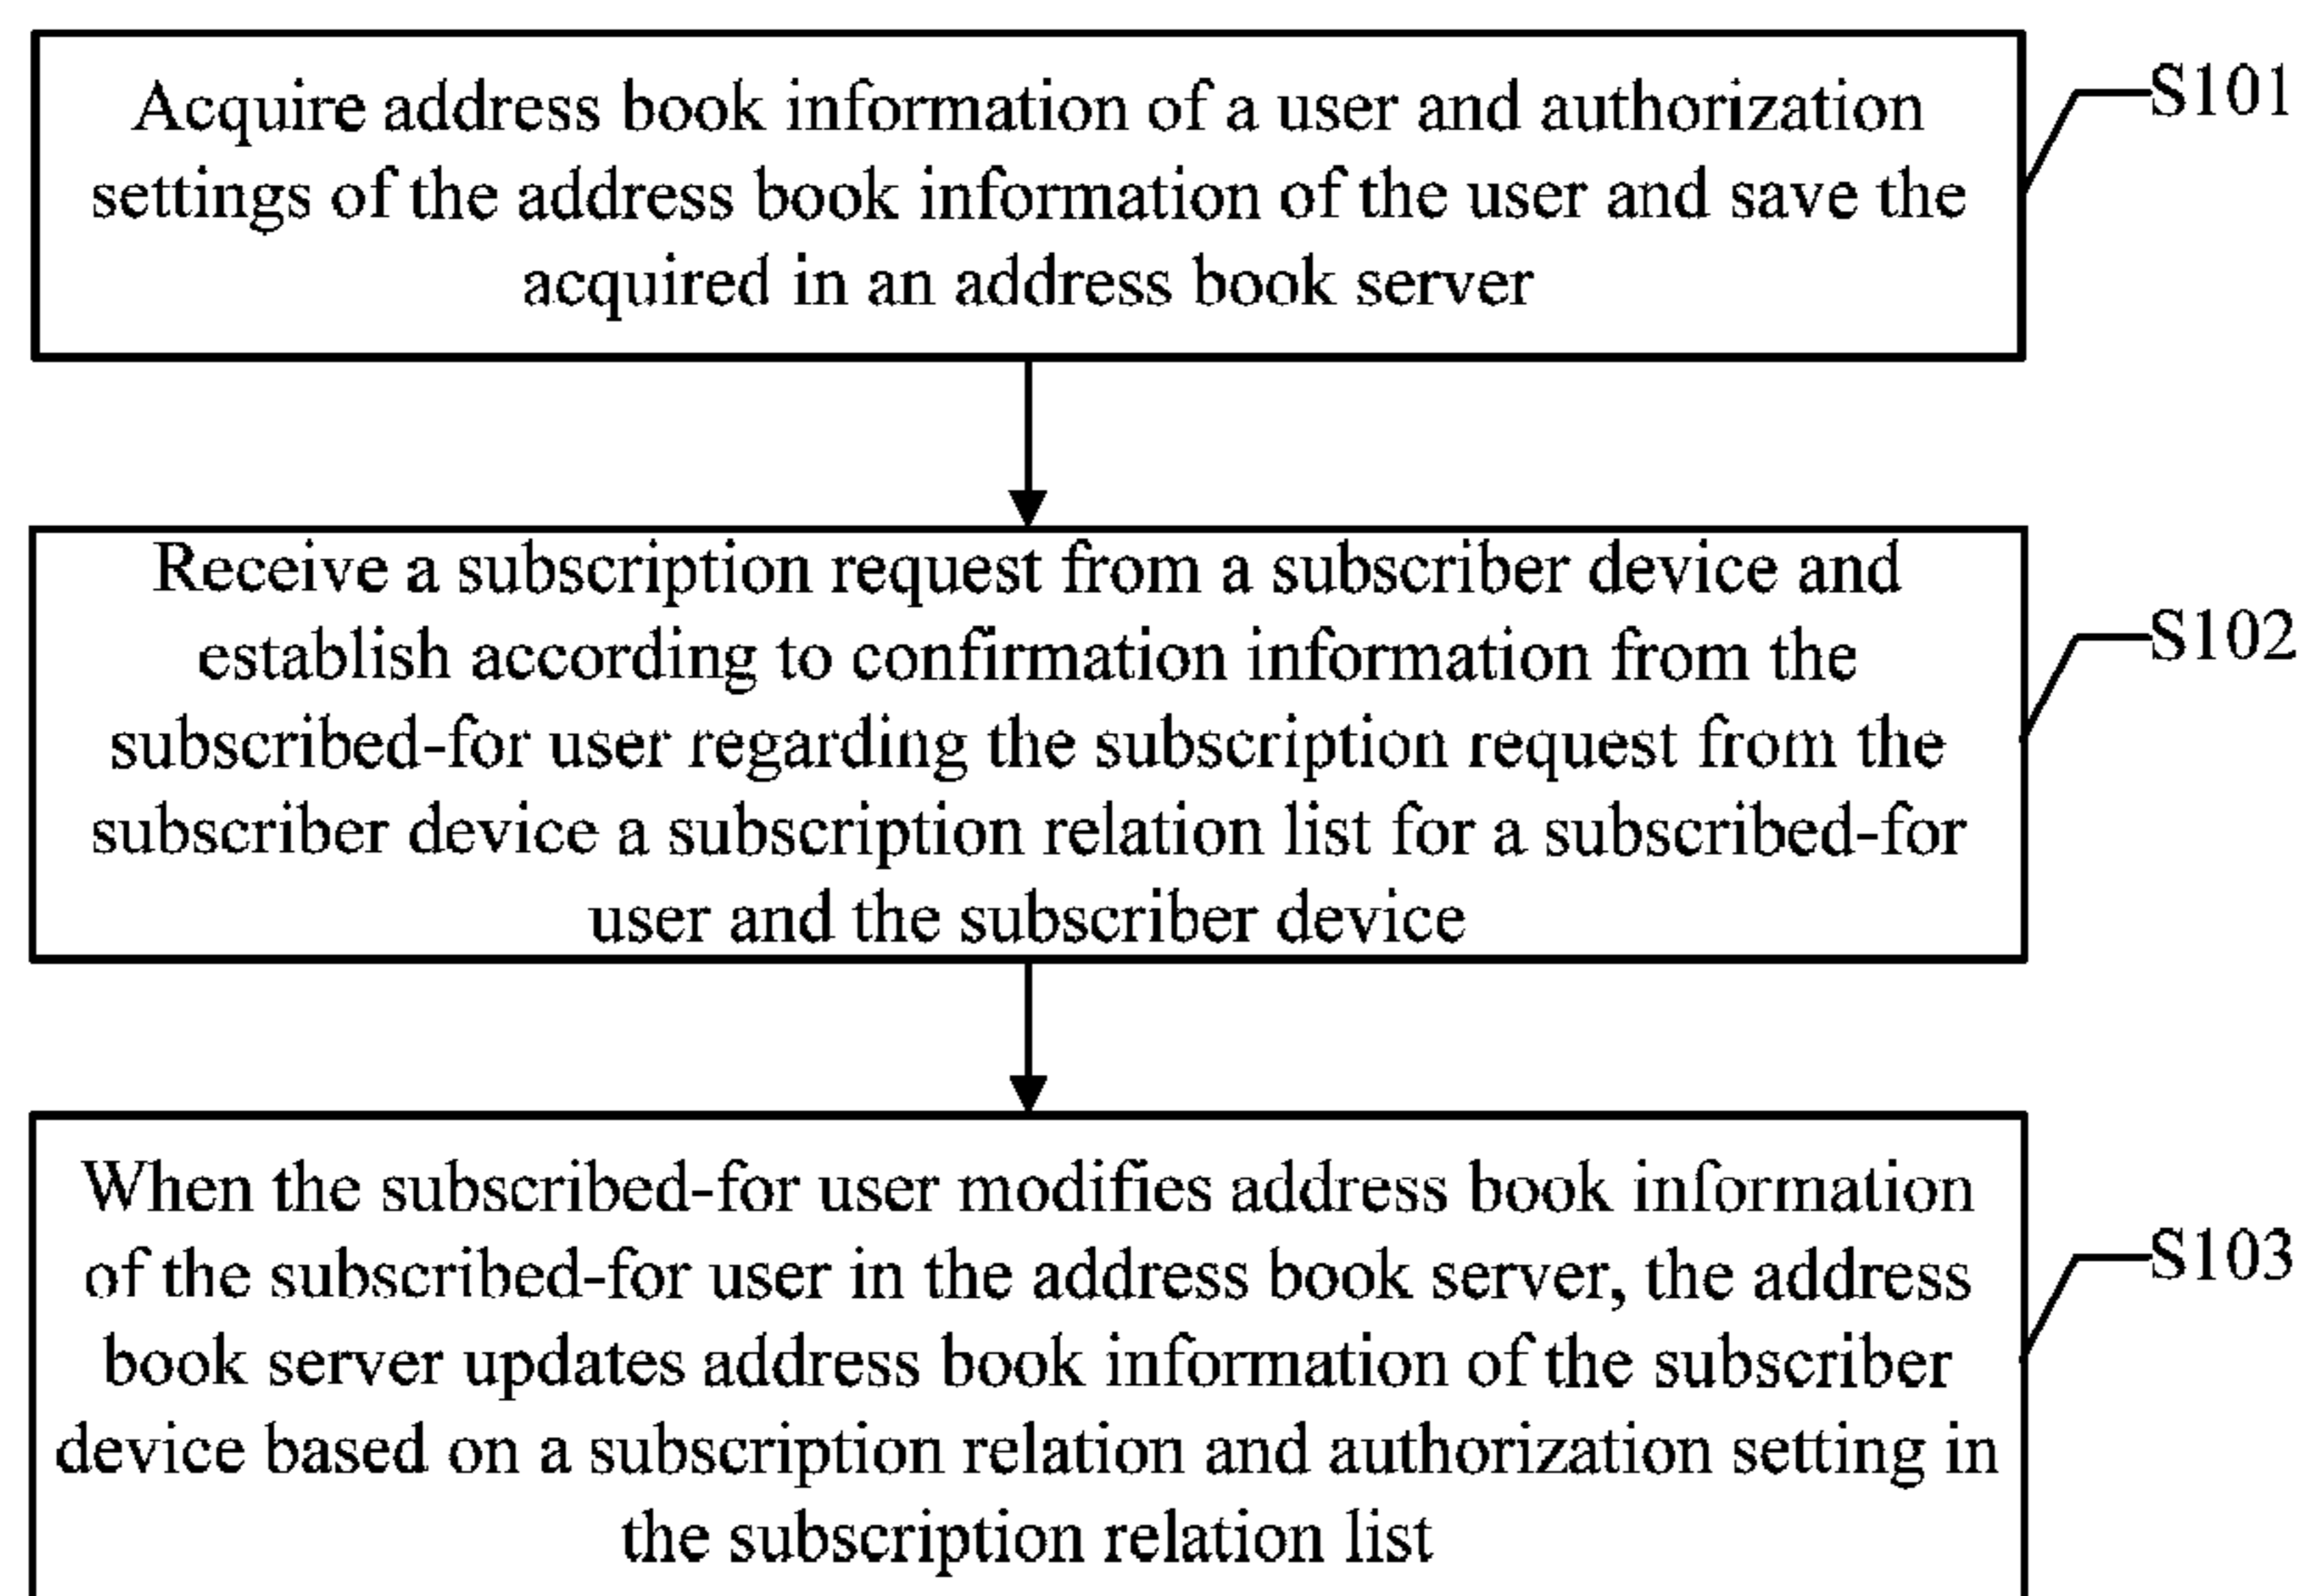 Acquire address book information of a user and authorization
settings of the address book information of the user and save the
acquired in an address book server
S101
Receive a subscription request from a subscriber device and
establish according to confirmation information from the
subscribed-for user regarding the subscription request from the
subscriber device a subscription relation list for a subscribed-for
user and the subscriber device
S102
When the subscribed-for user modifies address book information
of the subscribed-for user in the address book server, the address
book server updates address book information of the subscriber
device based on a subscription relation and authorization setting in
the subscription relation list
S103